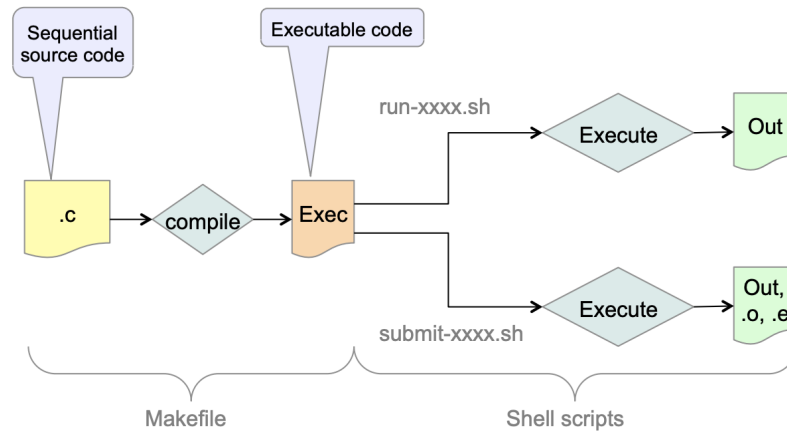 Sequential
source code
Executable code
run-xxxx.sh
Execute
Out
.c
compile
Exec
Execute
Out,
.o, .e
submit-xxxx.sh
Makefile
Shell scripts